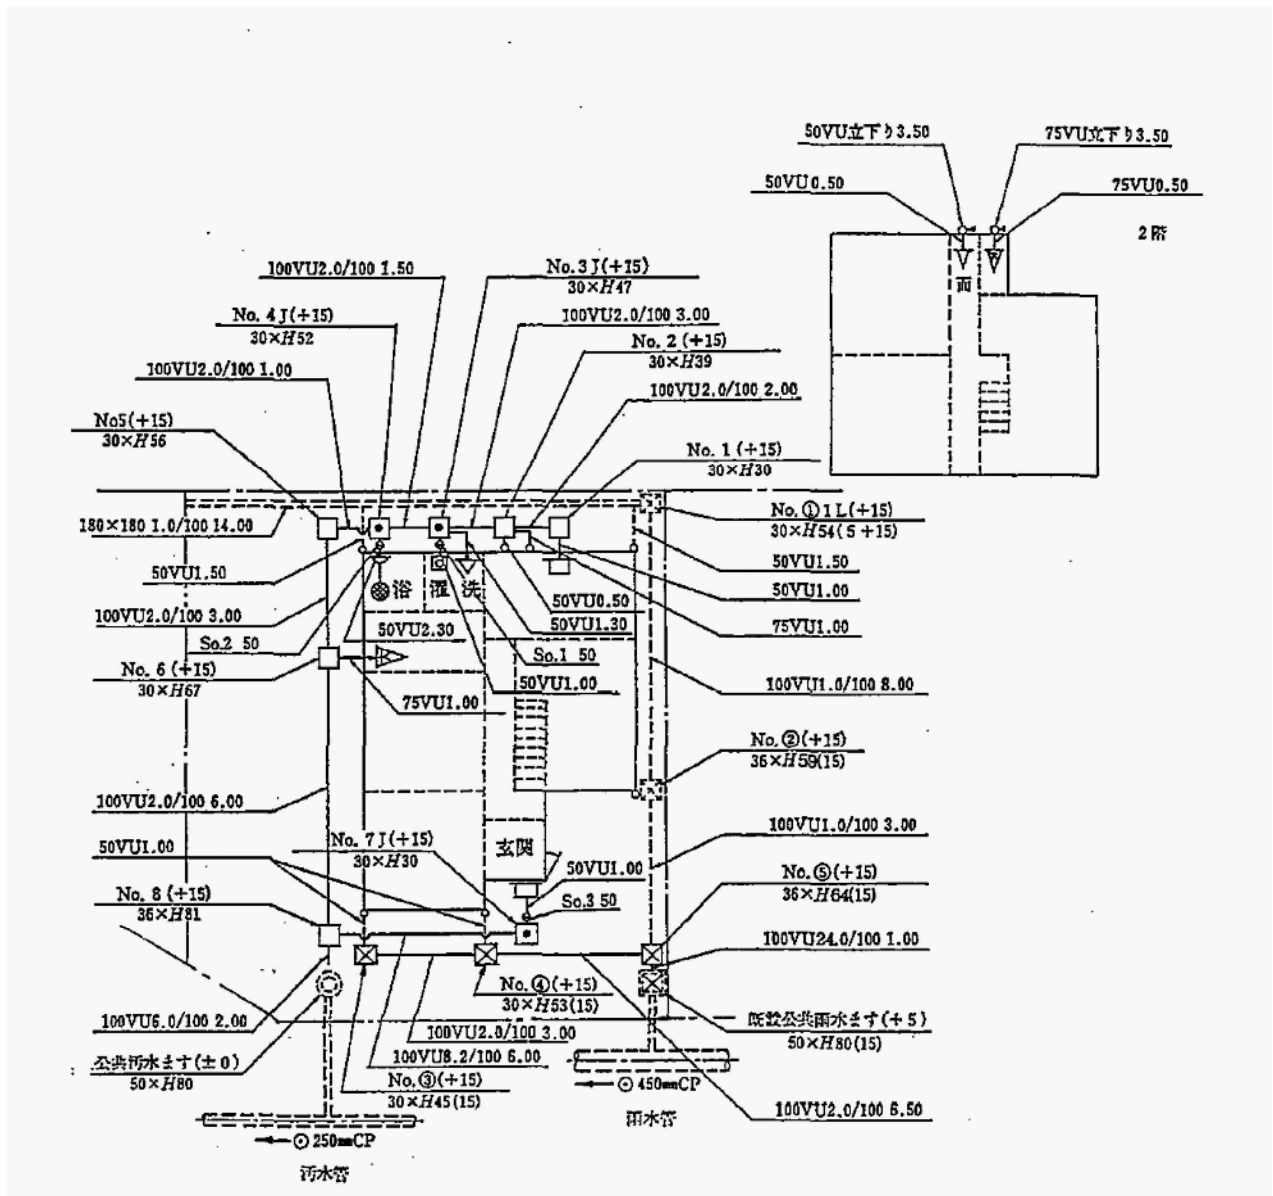 50VU立下り3.50
75VU立下り3.50
50VU0.50
75VU0.50
2階
面
100VU2.0/100 1.50
No.3J(+15)
30×H47
No. 4J(+15)
30×H52
100VU2.0/100 3.00
No. 2(+15)
30×H39
100VU2.0/100 1.00
100VU2.0/100 2.00
No5(+15)
30×H56
No. 1(+15)
30×H30
180×180 1.0/100 14.00
No.①1L(+15)
30×H54(5+15)
50VU1.50
浴
濯
洗
50VU1.50
50VU0.50
50VU1.00
100VU2.0/100 3.00
50VU2.30
50VU1.30
75VU1.00
So.2 50
So.1 50
No. 6(+15)
30×H67
50VU1.00
100VU1.0/100 8.00
75VU1.00
No.②(+15)
36×H59(15)
100VU2.0/100 6.00
No. 7J(+15)
30×H30
玄関
100VU1.0/100 3.00
50VU1.00
50VU1.00
No.⑤(+15)
36×H64(15)
No. 8(+15)
36×H81
So.3 50
100VU24.0/100 1.00
No.④(+15)
30×H53(15)
100VU6.0/100 2.00
100VU2.0/100 3.00
既設公共雨水ます(+5)
50×H80(15)
公共汚水ます(±0)
50×H80
100VU8.2/100 6.00
No.③(+15)
30×H45(15)
450mmCP
雨水管
100VU2.0/100 5.50
250mmCP
汚水管